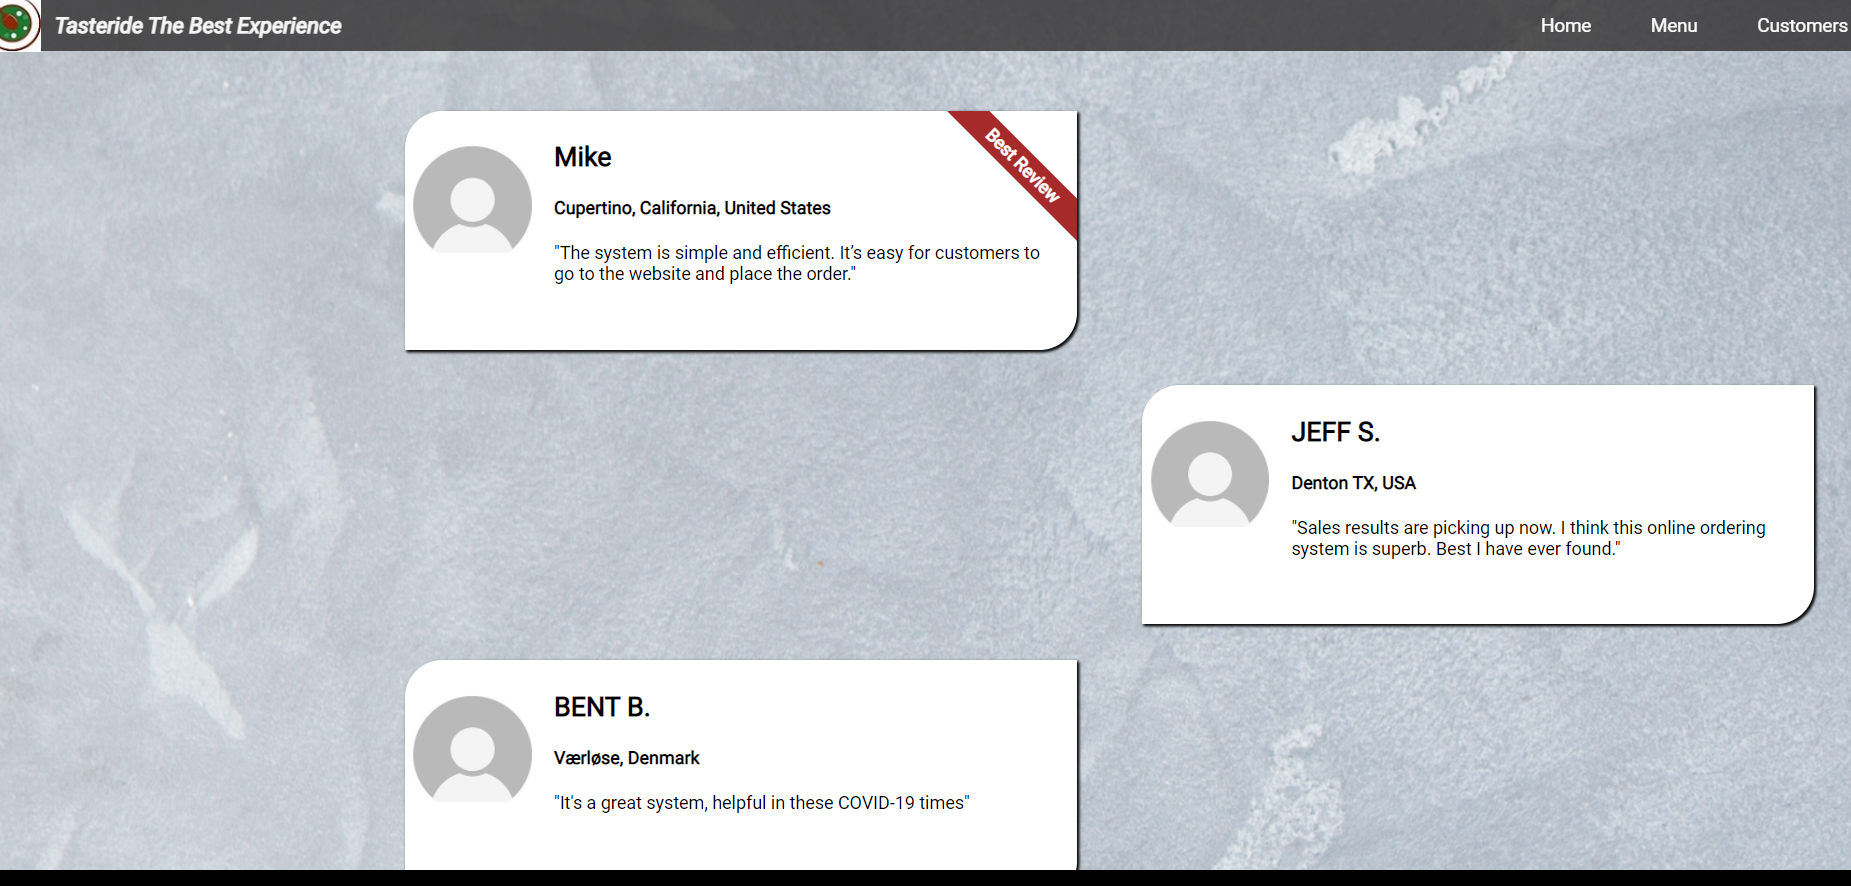 Tasteride The Best Experience
Home
Menu
Customers
Best Review
Mike
Cupertino, California, United States
"The system is simple and efficient. It’s easy for customers to
go to the website and place the order."
JEFF S.
Denton TX, USA
"Sales results are picking up now. I think this online ordering
system is superb. Best I have ever found."
BENT B.
Værløse, Denmark
"It's a great system, helpful in these COVID-19 times"